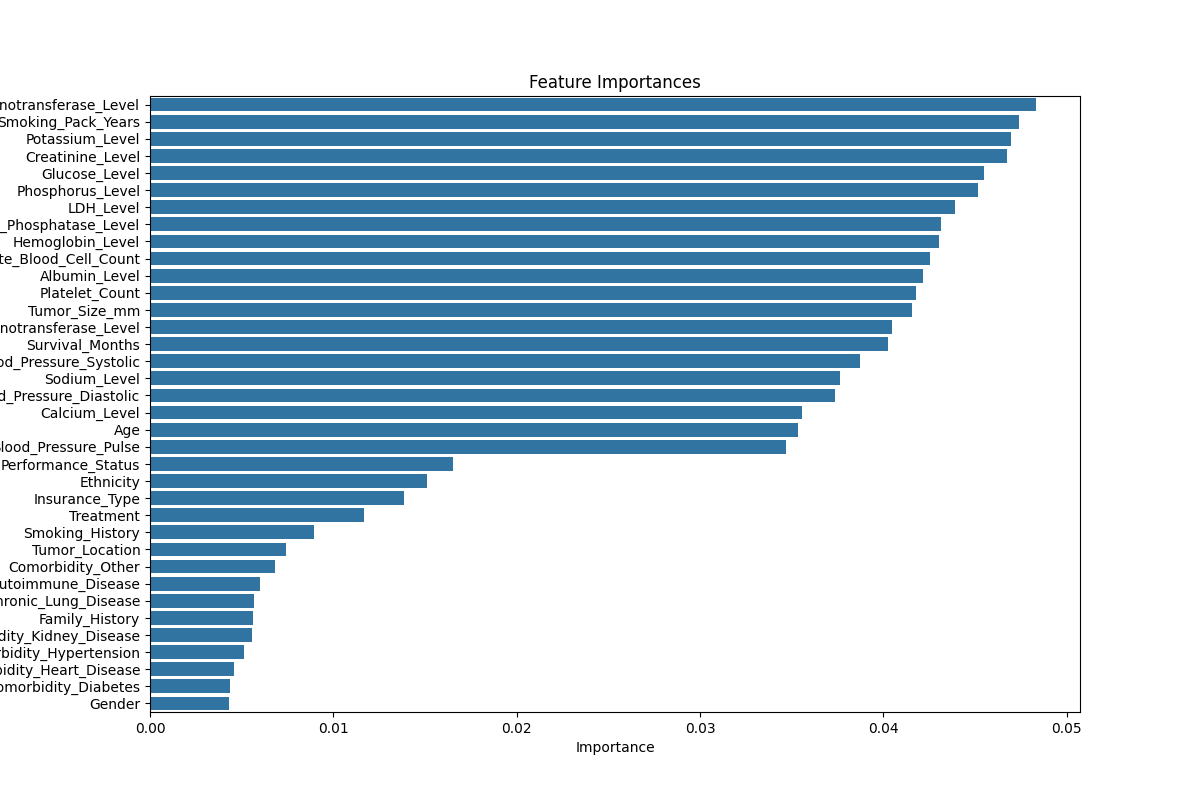 Feature Importances
notransferase_Level
Smoking_Pack_Years
Potassium_Level
Creatinine_Level
Glucose_Level
Phosphorus_Level
LDH_Level
_Phosphatase_Level
Hemoglobin_Level
te_Blood_Cell_Count
Albumin_Level
Platelet_Count
Tumor_Size_mm
notransferase_Level
Survival_Months
od_Pressure_Systolic
Sodium_Level
d_Pressure_Diastolic
Calcium_Level
Age
lood_Pressure_Pulse
Performance_Status
Ethnicity
Insurance_Type
Treatment
Smoking_History
Tumor_Location
Comorbidity_Other
utoimmune_Disease
hronic_Lung_Disease
Family_History
dity_Kidney_Disease
rbidity_Hypertension
bidity_Heart_Disease
omorbidity_Diabetes
Gender
0.00 0.01 0.02 0.03 0.04 0.05
Importance